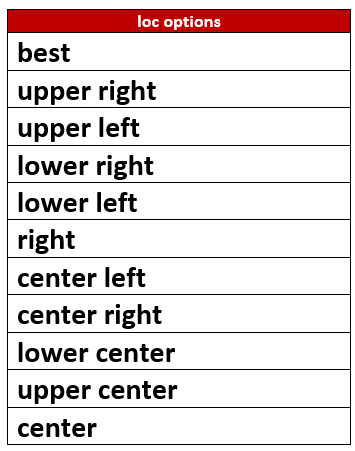 loc options
best
upper right
upper left
lower right
lower left
right
center left
center right
lower center
upper center
center